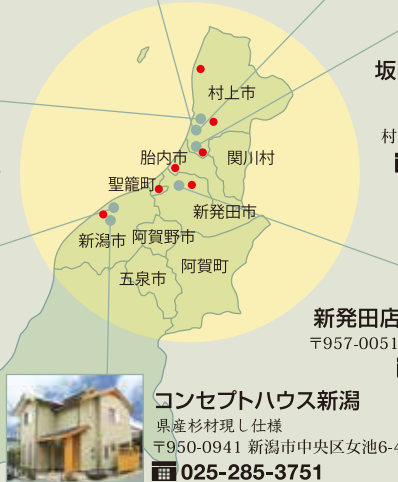 坂
村
村上市
関川村
胎内市
聖籠町
新発田市
新潟市
阿賀野市
阿賀町
五泉市
新発田店
〒957-0051
コンセプトハウス新潟
県産杉材現し仕様
〒950-0941 新潟市中央区女池6-4
025-285-3751